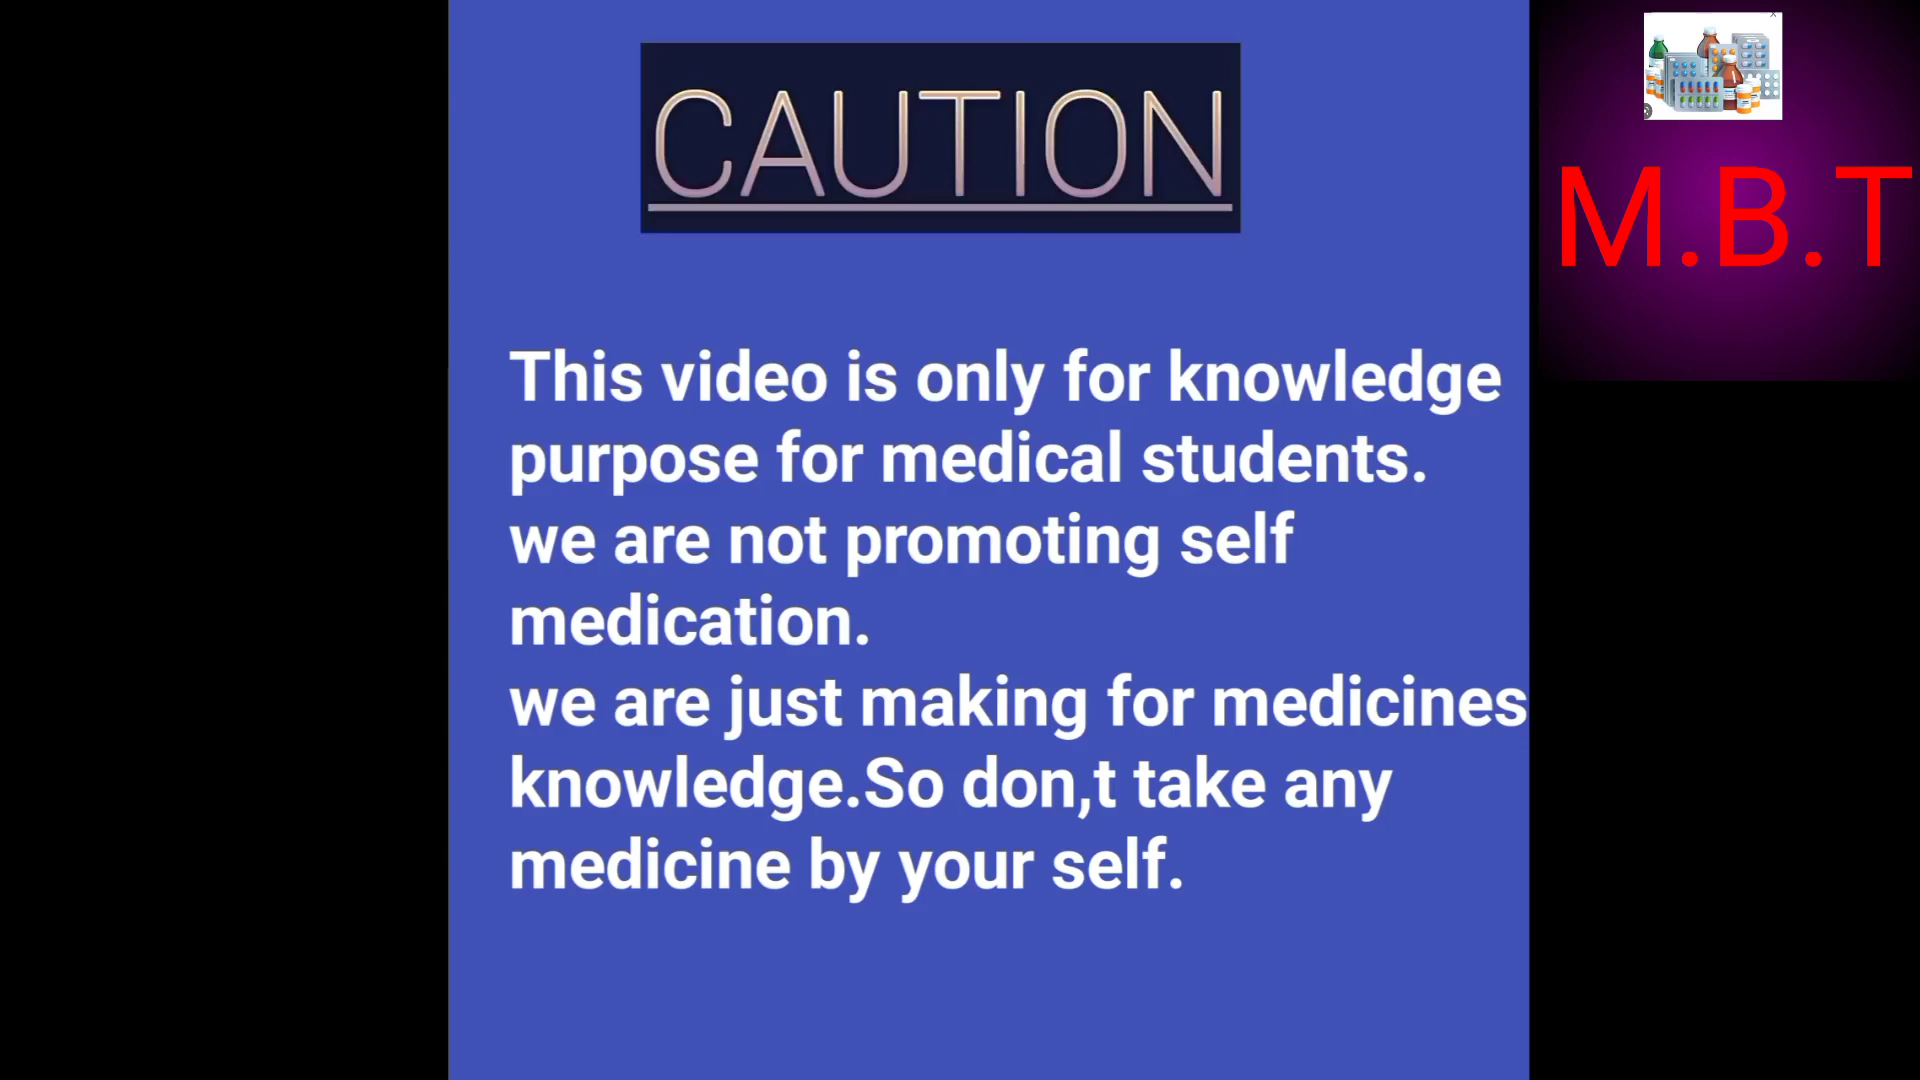 CAUTION
M.B.T
This video is only for knowledge
purpose for medical students.
we are not promoting self
medication.
we are just making for medicines
knowledge.So don,t take any
medicine by your self.